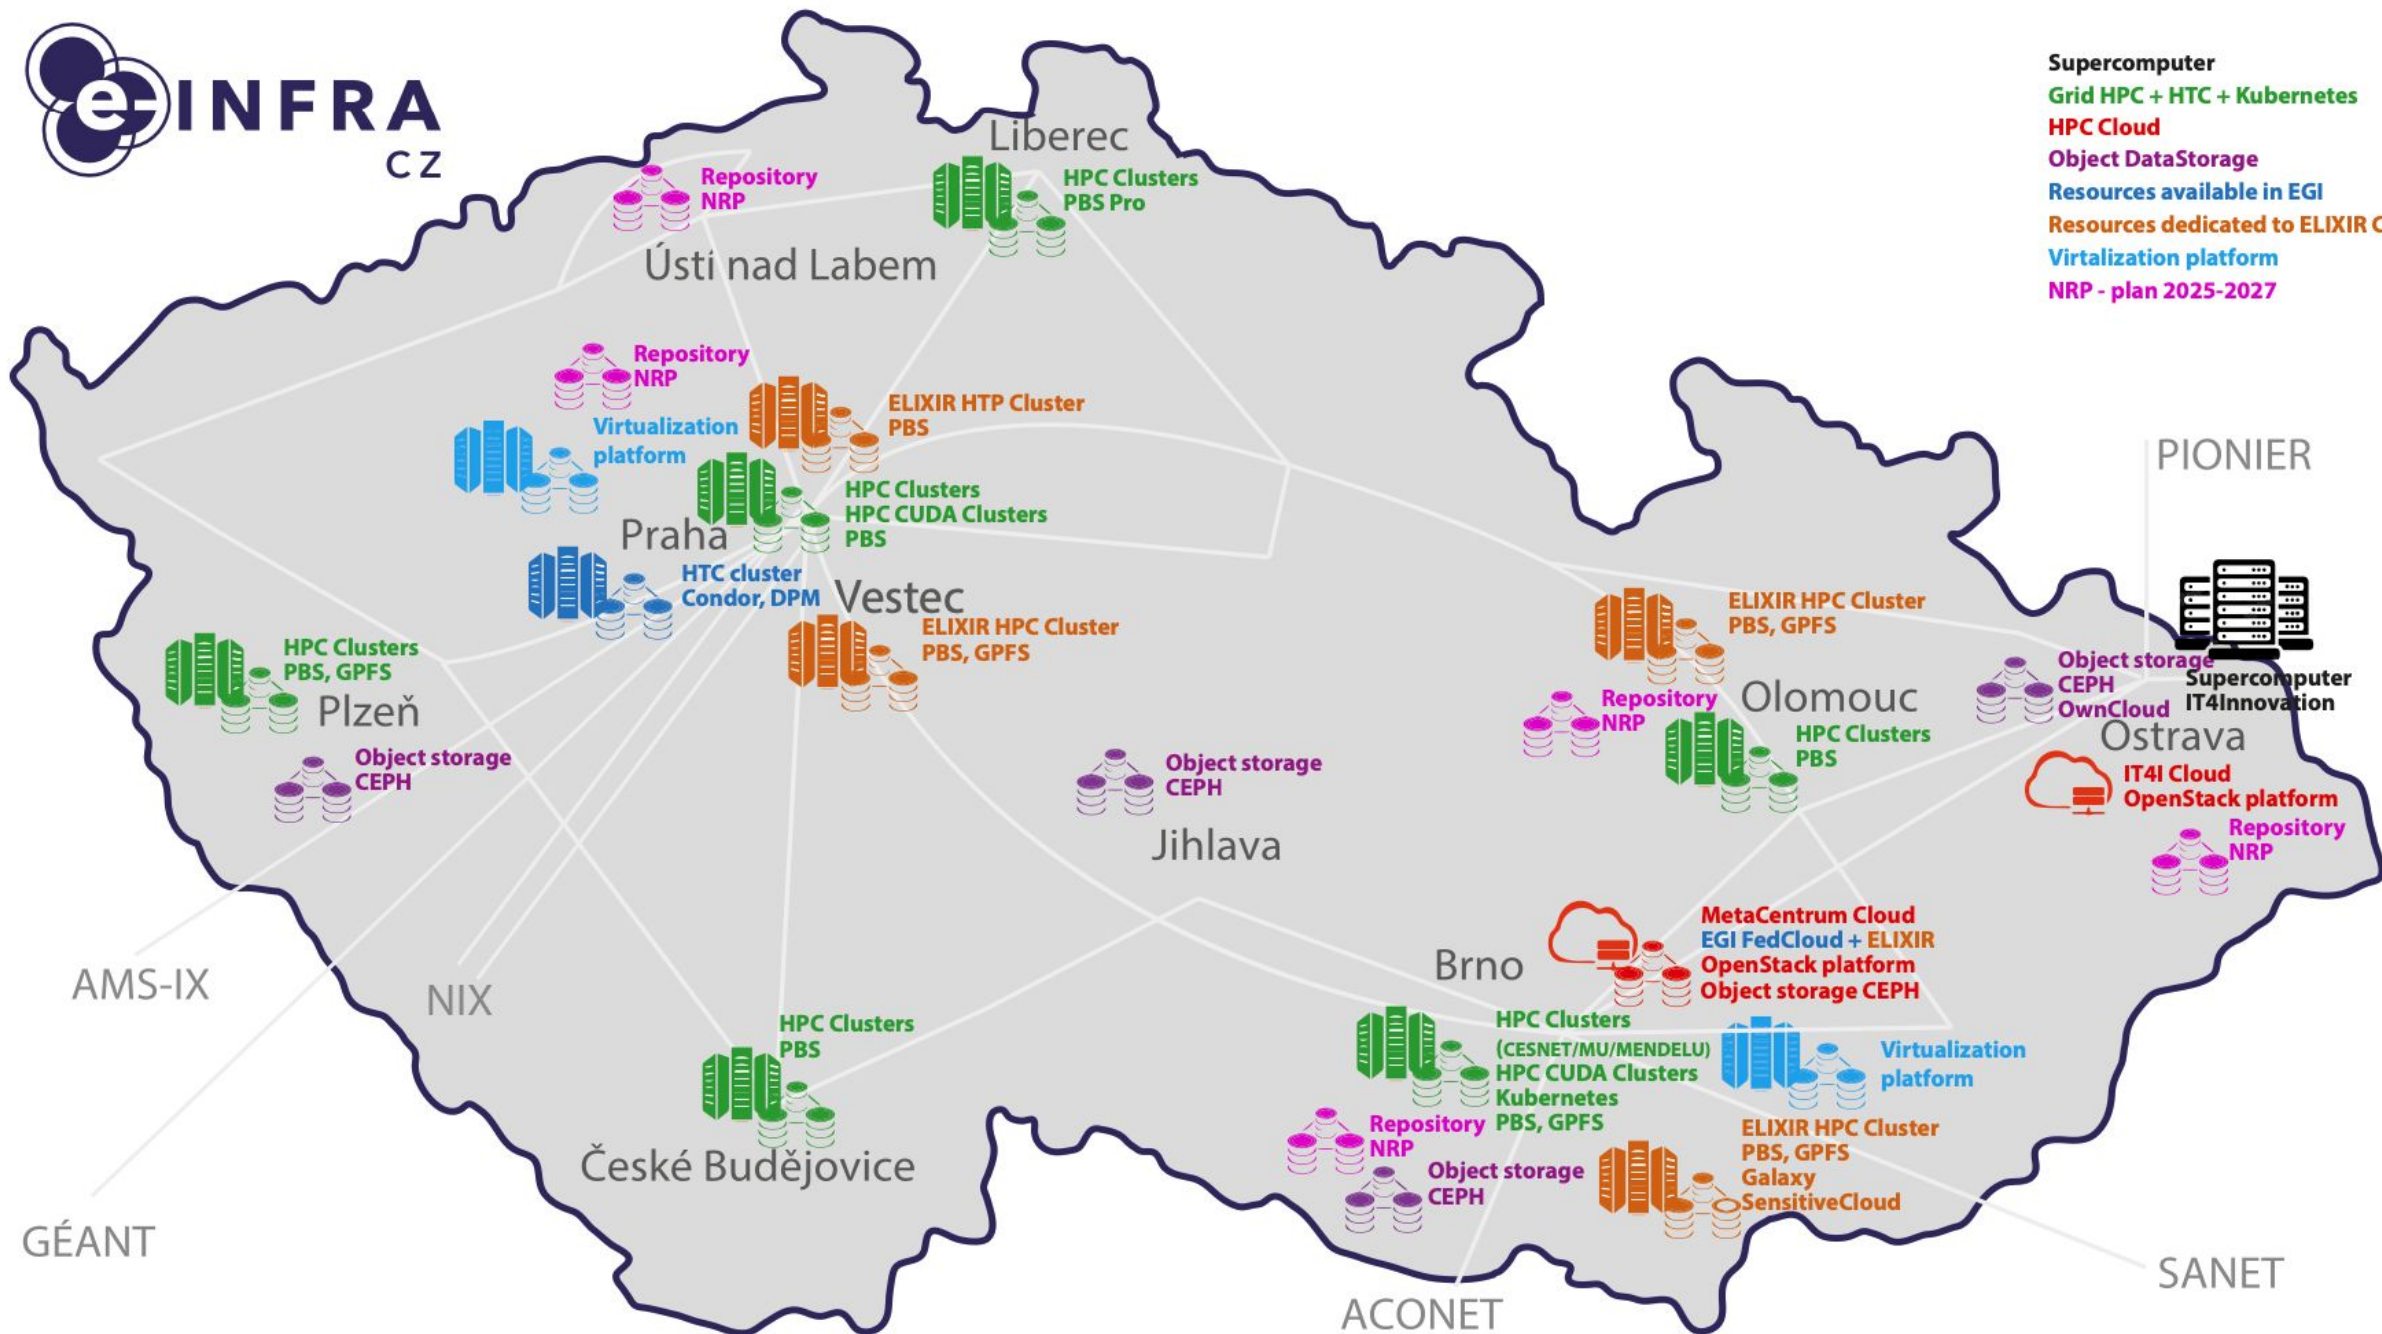 e-INFRA
CZ
Supercomputer
Grid HPC + HTC + Kubernetes
HPC Cloud
Object DataStorage
Resources available in EGI
Resources dedicated to ELIXIR C
Virtalization platform
NRP - plan 2025-2027
Liberec
HPC Clusters
PBS Pro
Repository
NRP
Ústí nad Labem
Repository
NRP
ELIXIR HTP Cluster
PBS
Virtualization
platform
HPC Clusters
HPC CUDA Clusters
PBS
Praha
HTC cluster
Condor, DPM
Vestec
ELIXIR HPC Cluster
PBS, GPFS
HPC Clusters
PBS, GPFS
Plzeň
Object storage
CEPH
Object storage
CEPH
Jihlava
ELIXIR HPC Cluster
PBS, GPFS
Repository
NRP
Olomouc
HPC Clusters
PBS
PIONIER
Object storage
CEPH
OwnCloud
Supercomputer
IT4Innovation
Ostrava
IT4I Cloud
OpenStack platform
Repository
NRP
MetaCentrum Cloud
EGI FedCloud + ELIXIR
OpenStack platform
Object storage CEPH
Brno
HPC Clusters
(CESNET/MU/MENDELU)
HPC CUDA Clusters
Kubernetes
PBS, GPFS
Virtualization
platform
Repository
NRP
Object storage
CEPH
ELIXIR HPC Cluster
PBS, GPFS
Galaxy
SensitiveCloud
AMS-IX
NIX
HPC Clusters
PBS
České Budějovice
GÉANT
ACONET
SANET